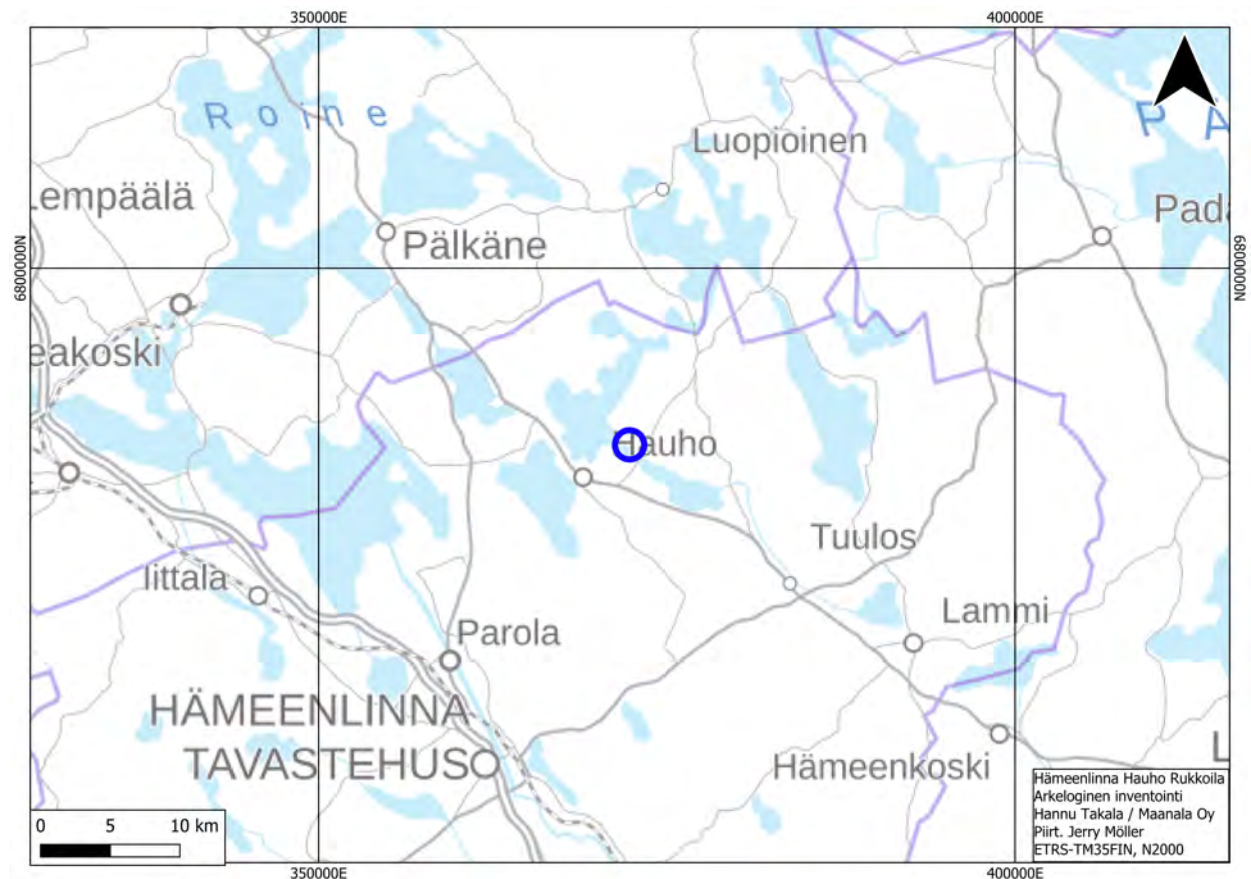 350000E
400000E
Roine
P A
Luopioinen
Lempäälä
Pada
Pälkäne
6800000N
6800000N
eakoski
Hauho
Tuulos
Iittala
Lammi
Parola
HÄMEENLINNA
TAVASTEHUS
Hämeenkoski
L
Hämeenlinna Hauho Rukkoila
Arkeloginen inventointi
Hannu Takala / Maanala Oy
Piirt. Jerry Möller
ETRS-TM35FIN, N2000
0 5 10 km
350000E
400000E